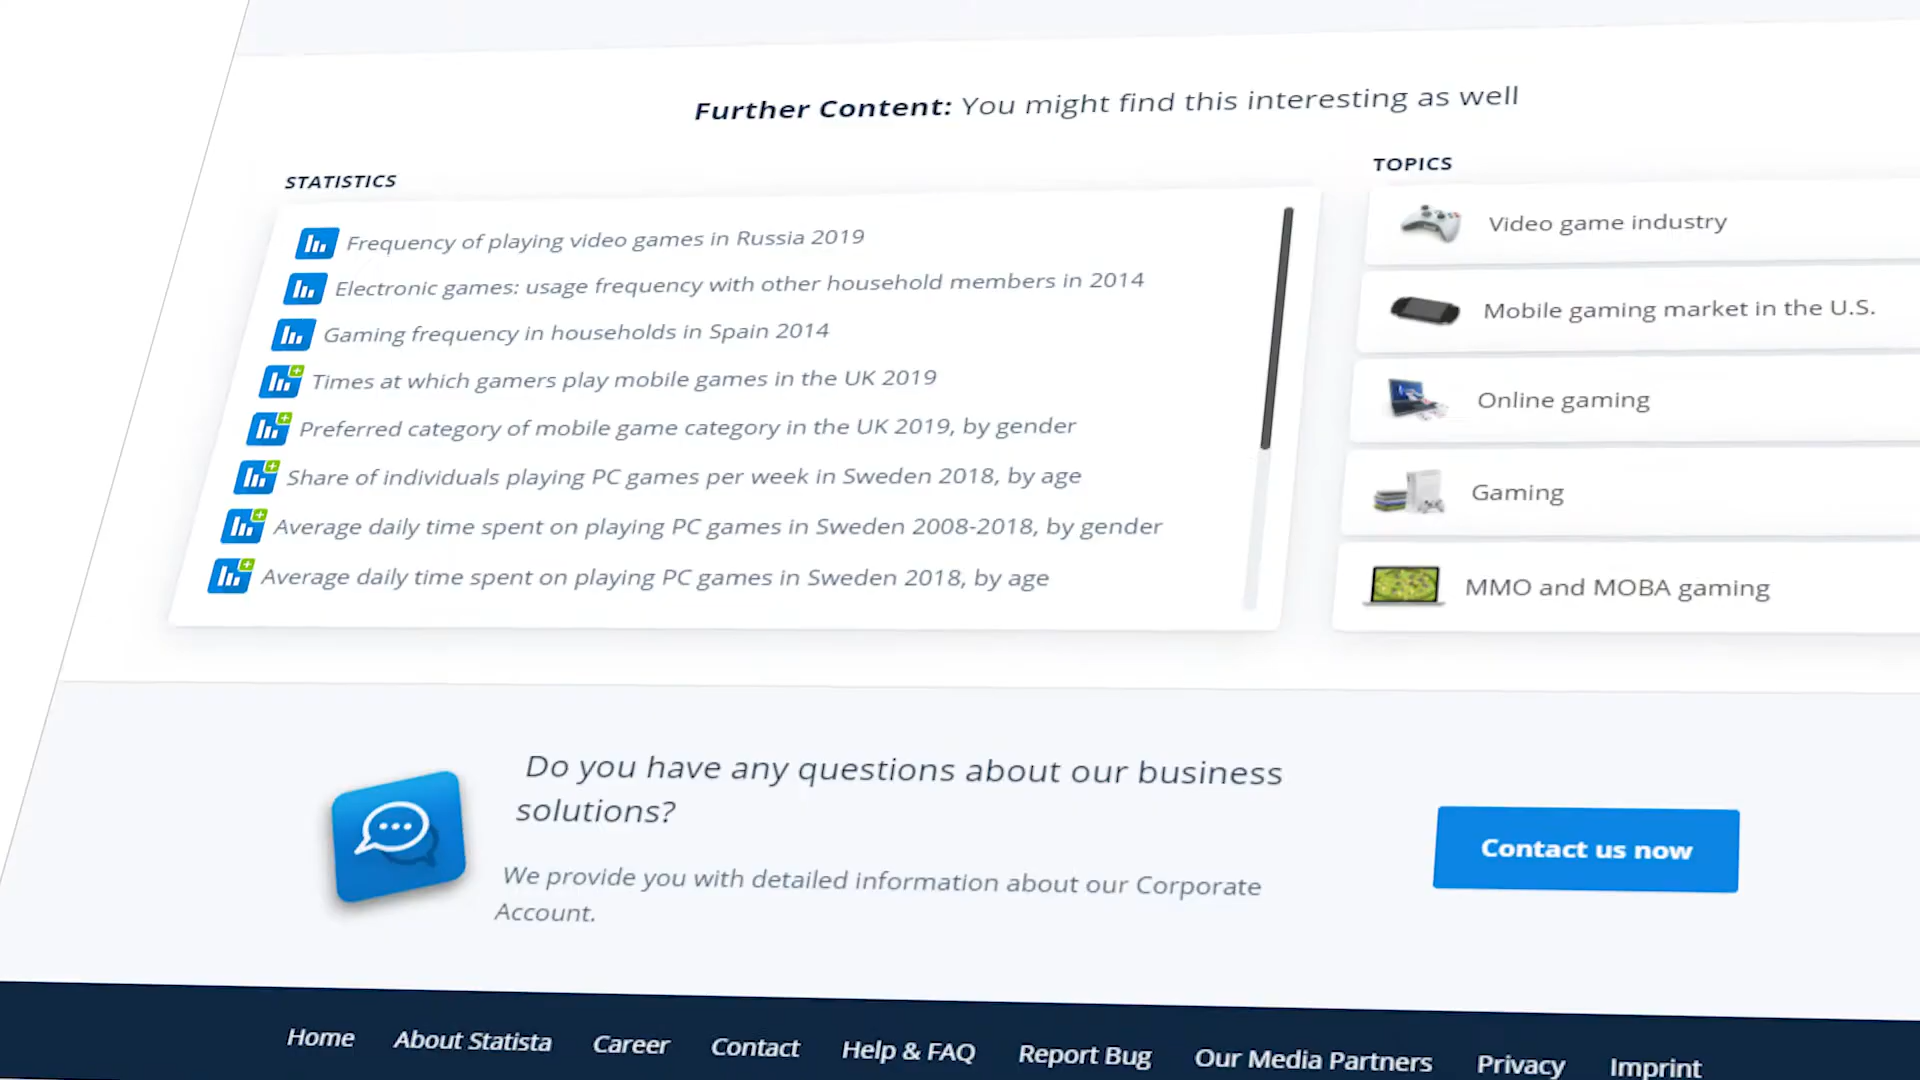 Further Content: You might find this interesting as well
STATISTICS
Frequency of playing video games in Russia 2019
Electronic games: usage frequency with other household members in 2014
Gaming frequency in households in Spain 2014
Times at which gamers play mobile games in the UK 2019
Preferred category of mobile game category in the UK 2019, by gender
Share of individuals playing PC games per week in Sweden 2018, by age
Average daily time spent on playing PC games in Sweden 2008-2018, by gender
Average daily time spent on playing PC games in Sweden 2018, by age
TOPICS
Video game industry
Mobile gaming market in the U.S.
Online gaming
Gaming
MMO and MOBA gaming
Do you have any questions about our business
solutions?
We provide you with detailed information about our Corporate
Account.
Contact us now
Home About Statista Career Contact Help & FAQ Report Bug Our Media Partners Privacy Imprint